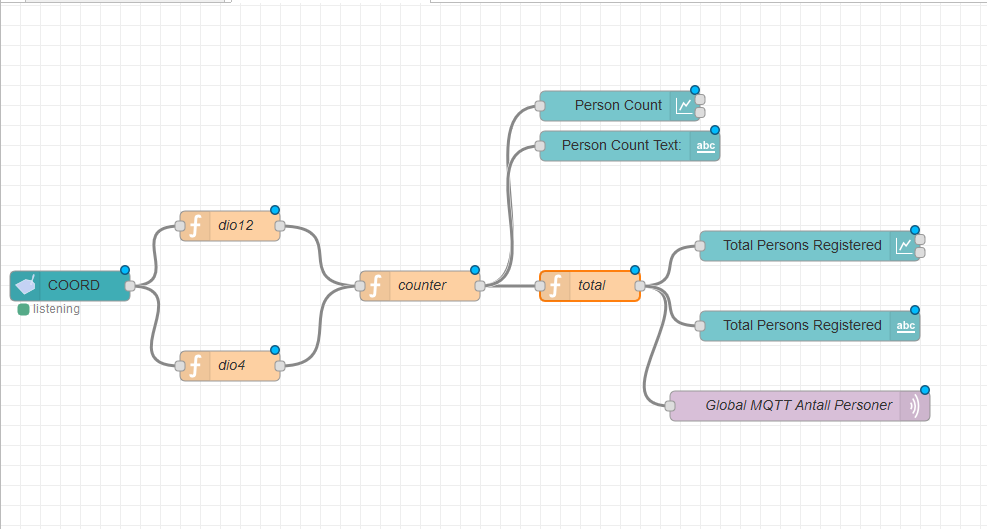 Person Count
Person Count Text:
abc
dio12
Total Persons Registered
COORD
counter
total
listening
Total Persons Registered
abc
dio4
Global MQTT Antall Personer